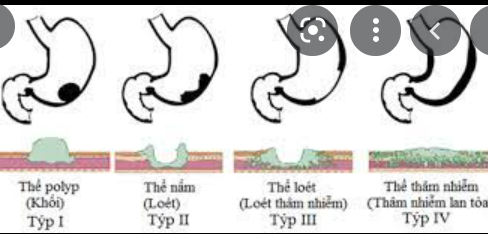 Thể polyp
(Khối)
Týp I
Thể nấm
(Loét)
Týp II
Thể loét
(Loét thâm nhiễm)
Týp III
Thể thâm nhiễm
(Thâm nhiễm lan tỏa
Týp IV